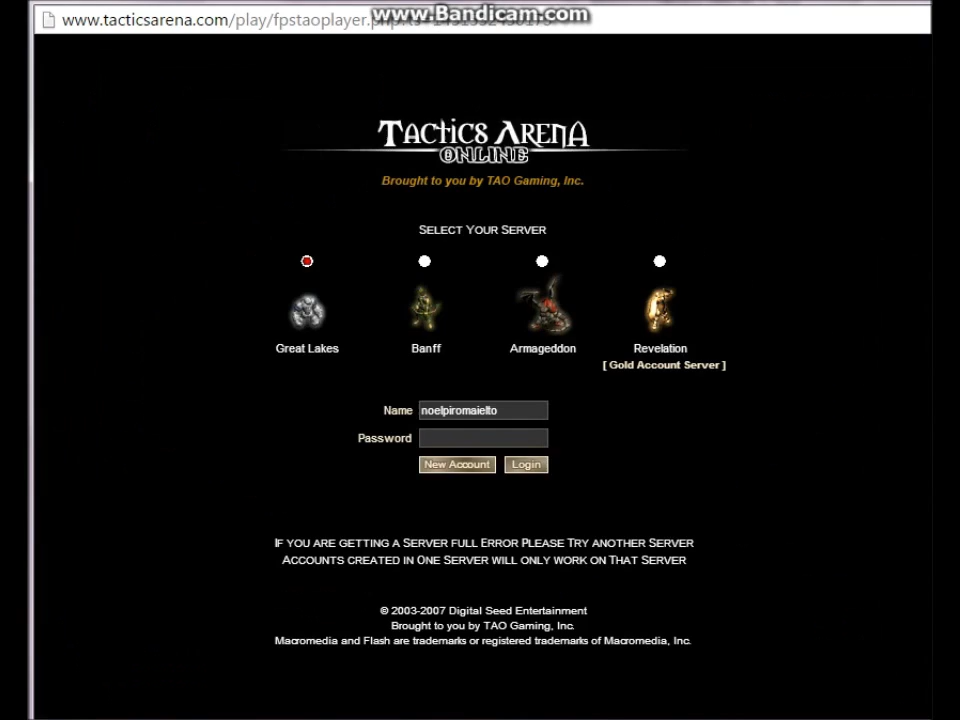 www.Bandicam.com
www.tacticsarena.com/play/fpstaoplayer.php
TACTICS ARENA
ONLINE
Brought to you by TAO Gaming, Inc.
SELECT YOUR SERVER
Great Lakes
Banff
Armageddon
Revelation
[ Gold Account Server ]
Name
noelpiromaielto
Password
New Account
Login
IF YOU ARE GETTING A SERVER FULL ERROR PLEASE TRY ANOTHER SERVER
ACCOUNTS CREATED IN ONE SERVER WILL ONLY WORK ON THAT SERVER
© 2003-2007 Digital Seed Entertainment
Brought to you by TAO Gaming, Inc.
Macromedia and Flash are trademarks or registered trademarks of Macromedia, Inc.